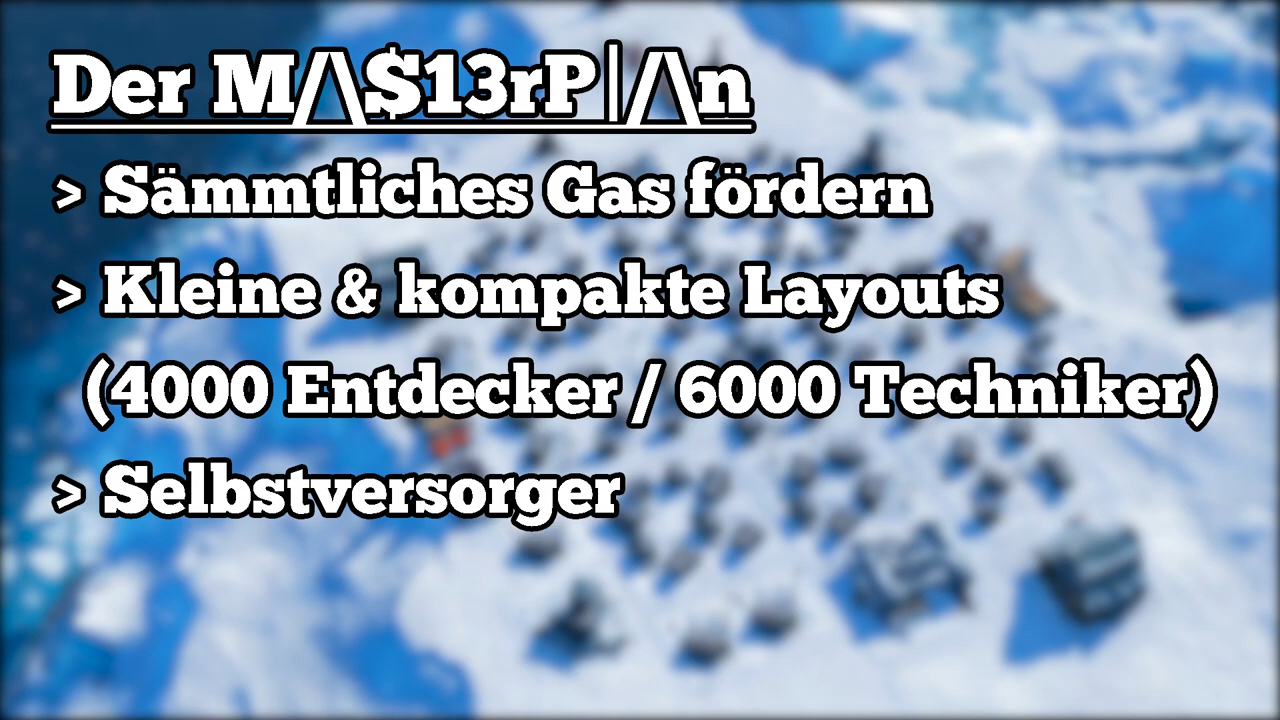 Der M/\$13rP|/\n
> Sämmtliches Gas fördern
> Kleine & kompakte Layouts
(4000 Entdecker / 6000 Techniker)
> Selbstversorger